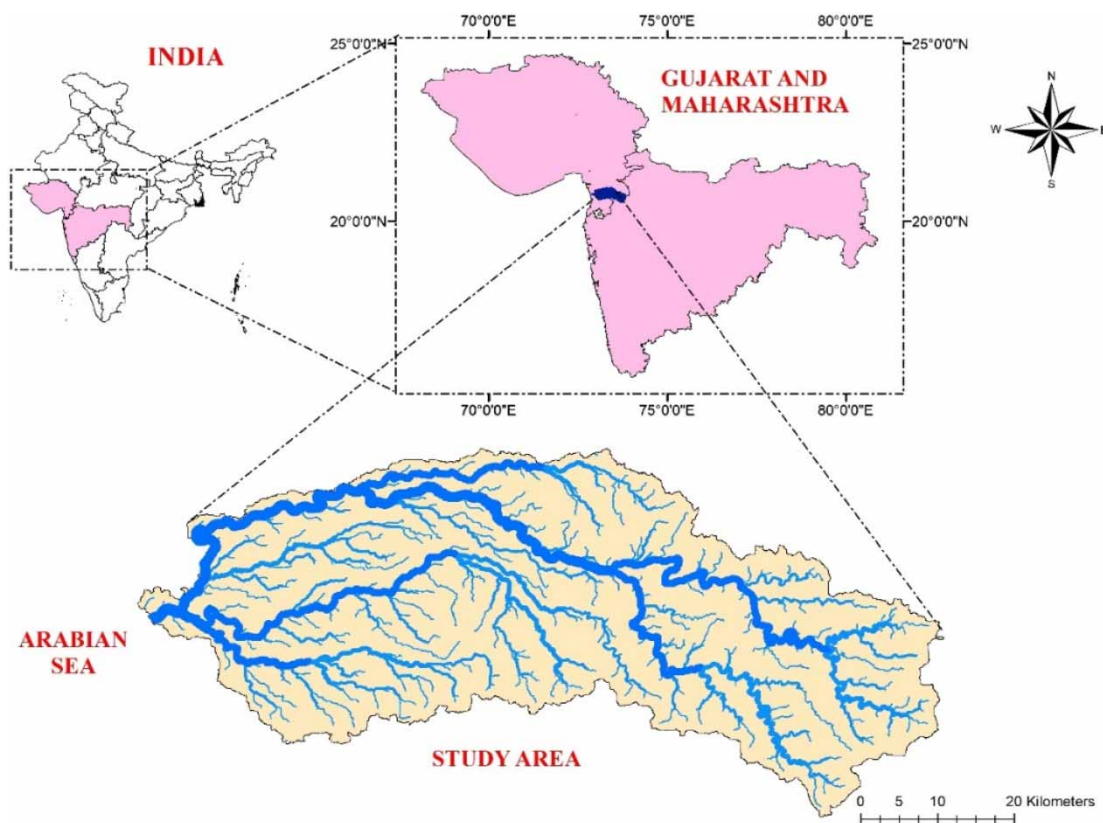 70°0'0"E 75°0'0"E 80°0'0"E
25°0'0"N 25°0'0"N
INDIA
GUJARAT AND
MAHARASHTRA
N
W E
S
20°0'0"N 20°0'0"N
70°0'0"E 75°0'0"E 80°0'0"E
ARABIAN
SEA
STUDY AREA
0 5 10 20 Kilometers